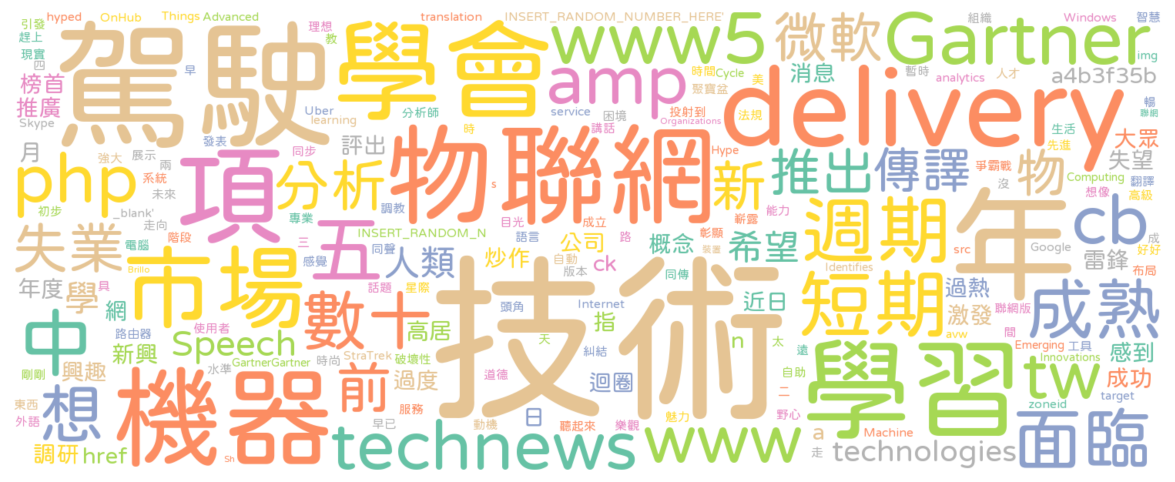 hyped OnHub Things Advanced translation INSERT_RANDOM_NUMBER_HERE' 組織 Windows 智慧
引發 理想 教
趕上 駕駛 學會 www 5 微軟 Gartner img
現實 四 榜首 早 amp 時間 Cycle 消息 暫時 analytics 人才 a4b3f35b
推廣 Uber 分析師 聚寶盆 美 delivery 暢
Skype learning service 困境 投射到 法規 聯網
發表 講話 Organizations 生活 大眾
月 強大 展示 雨 同步 評出 物聯網 Hype 推出 傳譯 爭霸戰 沒 物 先進 失望
php 系統 未來 項 分析 s 新 能力 Computing 想像 翻譯 高級
初步 _blank' 走向 專業 調教 目光 成立 嶄露 彰顯 週期 年 cb 成
失業 電腦 三 INSERT_RANDOM_N 語言 路 概念 希望 src Google 好好
階段 市場 感覺 同聲 五 人類 炒作 公司 自動 裝置 雷鋒
年度 具 Brillo 話題 星際 版本 ck 同傳 Identifies 過熱 布局
學 網 使用者 數十 頭角 Internet 指 近日 短期 聯網版 成熟
中 路由器 高居 技術 天 n 太 激發 間
剛剛 新興 Speech 時尚 StraTrek 破壞性 糾結 遠 avw Emerging 工具 感到
興趣 GartnerGartner 水準 前 過度 道德 迴圈 自助 學習 Innovations tw 成功
東西 想 機器 服務 日 二 zoneid target
外語 早已 動機 聽起來 樂觀 魅力 野心 a Machine 面臨
調研 href Sh technews www 走 technologies
時